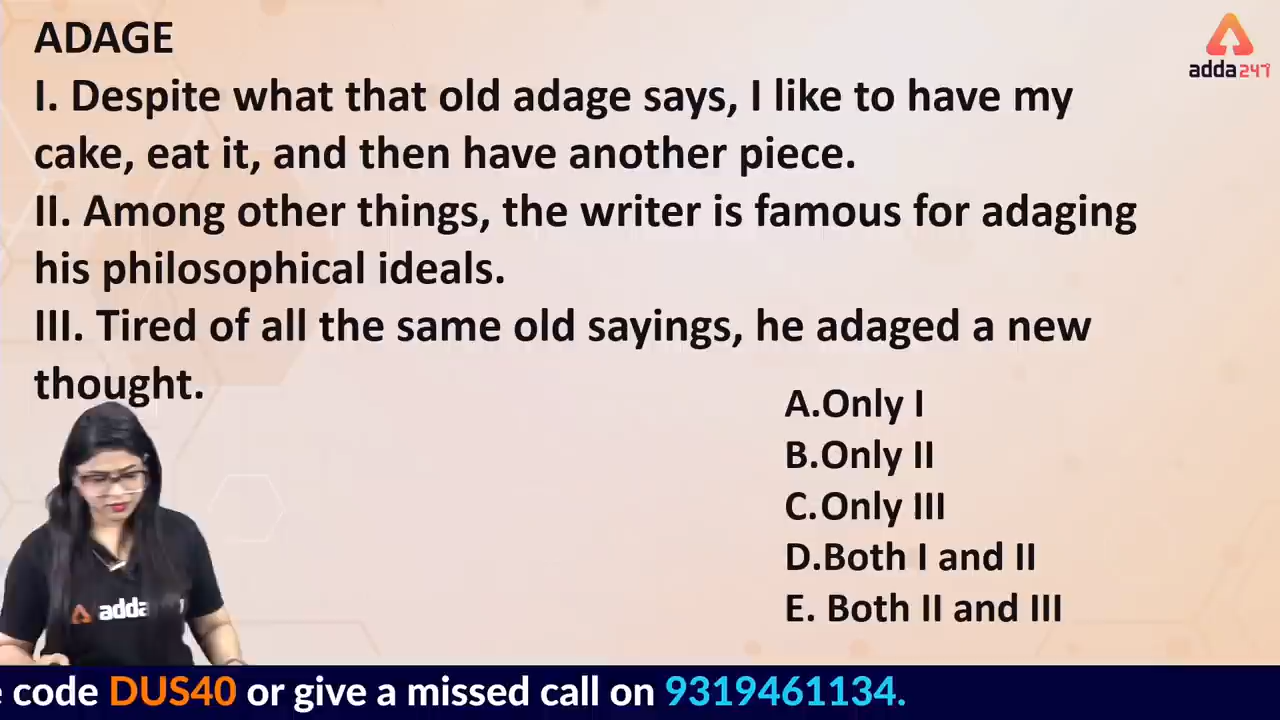 ADAGE
adda247
I. Despite what that old adage says, I like to have my
cake, eat it, and then have another piece.
II. Among other things, the writer is famous for adaging
his philosophical ideals.
III. Tired of all the same old sayings, he adaged a new
thought.
A.Only I
B.Only II
C.Only III
D.Both I and II
E. Both II and III
adda
code DUS40 or give a missed call on 9319461134.